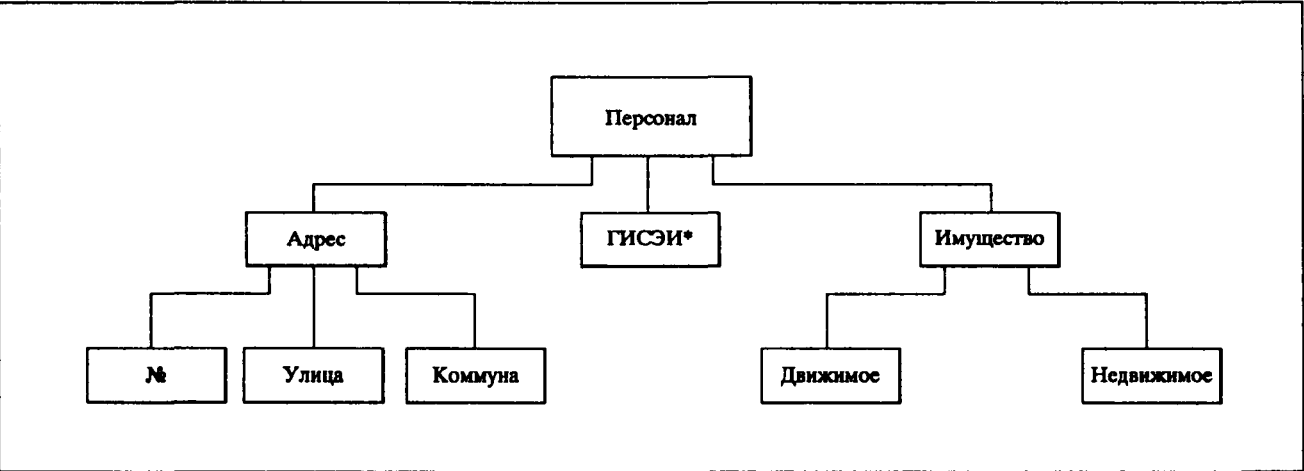 Персонал
Адрес
ГИСЭИ*
Имущество
№
Улица
Коммуна
Движимое
Недвижимое